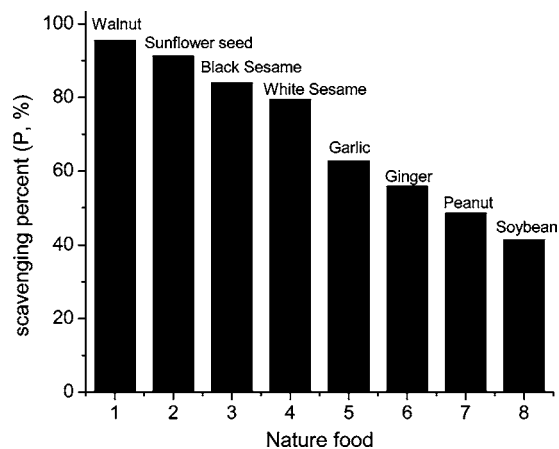 100
80
60
40
20
0
scavenging percent (P, %)
Walnut
Sunflower seed
Black Sesame
White Sesame
Garlic
Ginger
Peanut
Soybean
1 2 3 4 5 6 7 8
Nature food